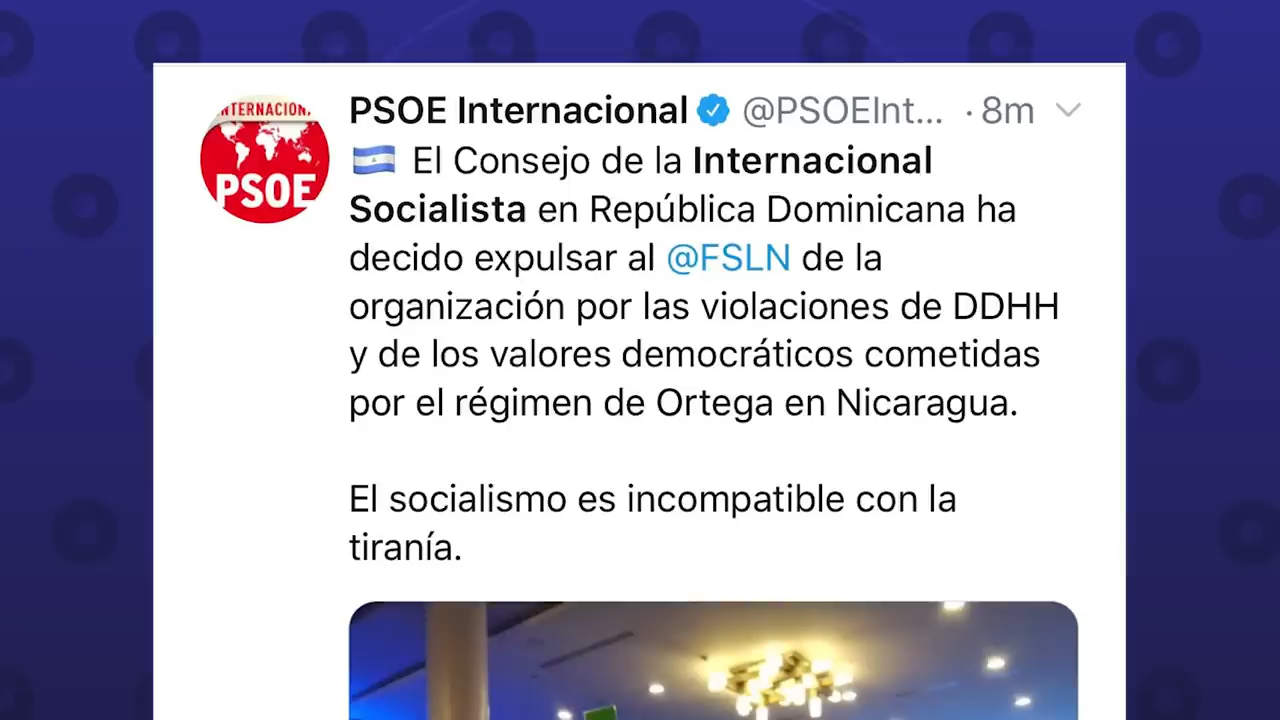 PSOE Internacional @PSOEInt... · 8m
El Consejo de la Internacional
Socialista en República Dominicana ha
decido expulsar al @FSLN de la
organización por las violaciones de DDHH
y de los valores democráticos cometidas
por el régimen de Ortega en Nicaragua.
El socialismo es incompatible con la
tiranía.
PSOE